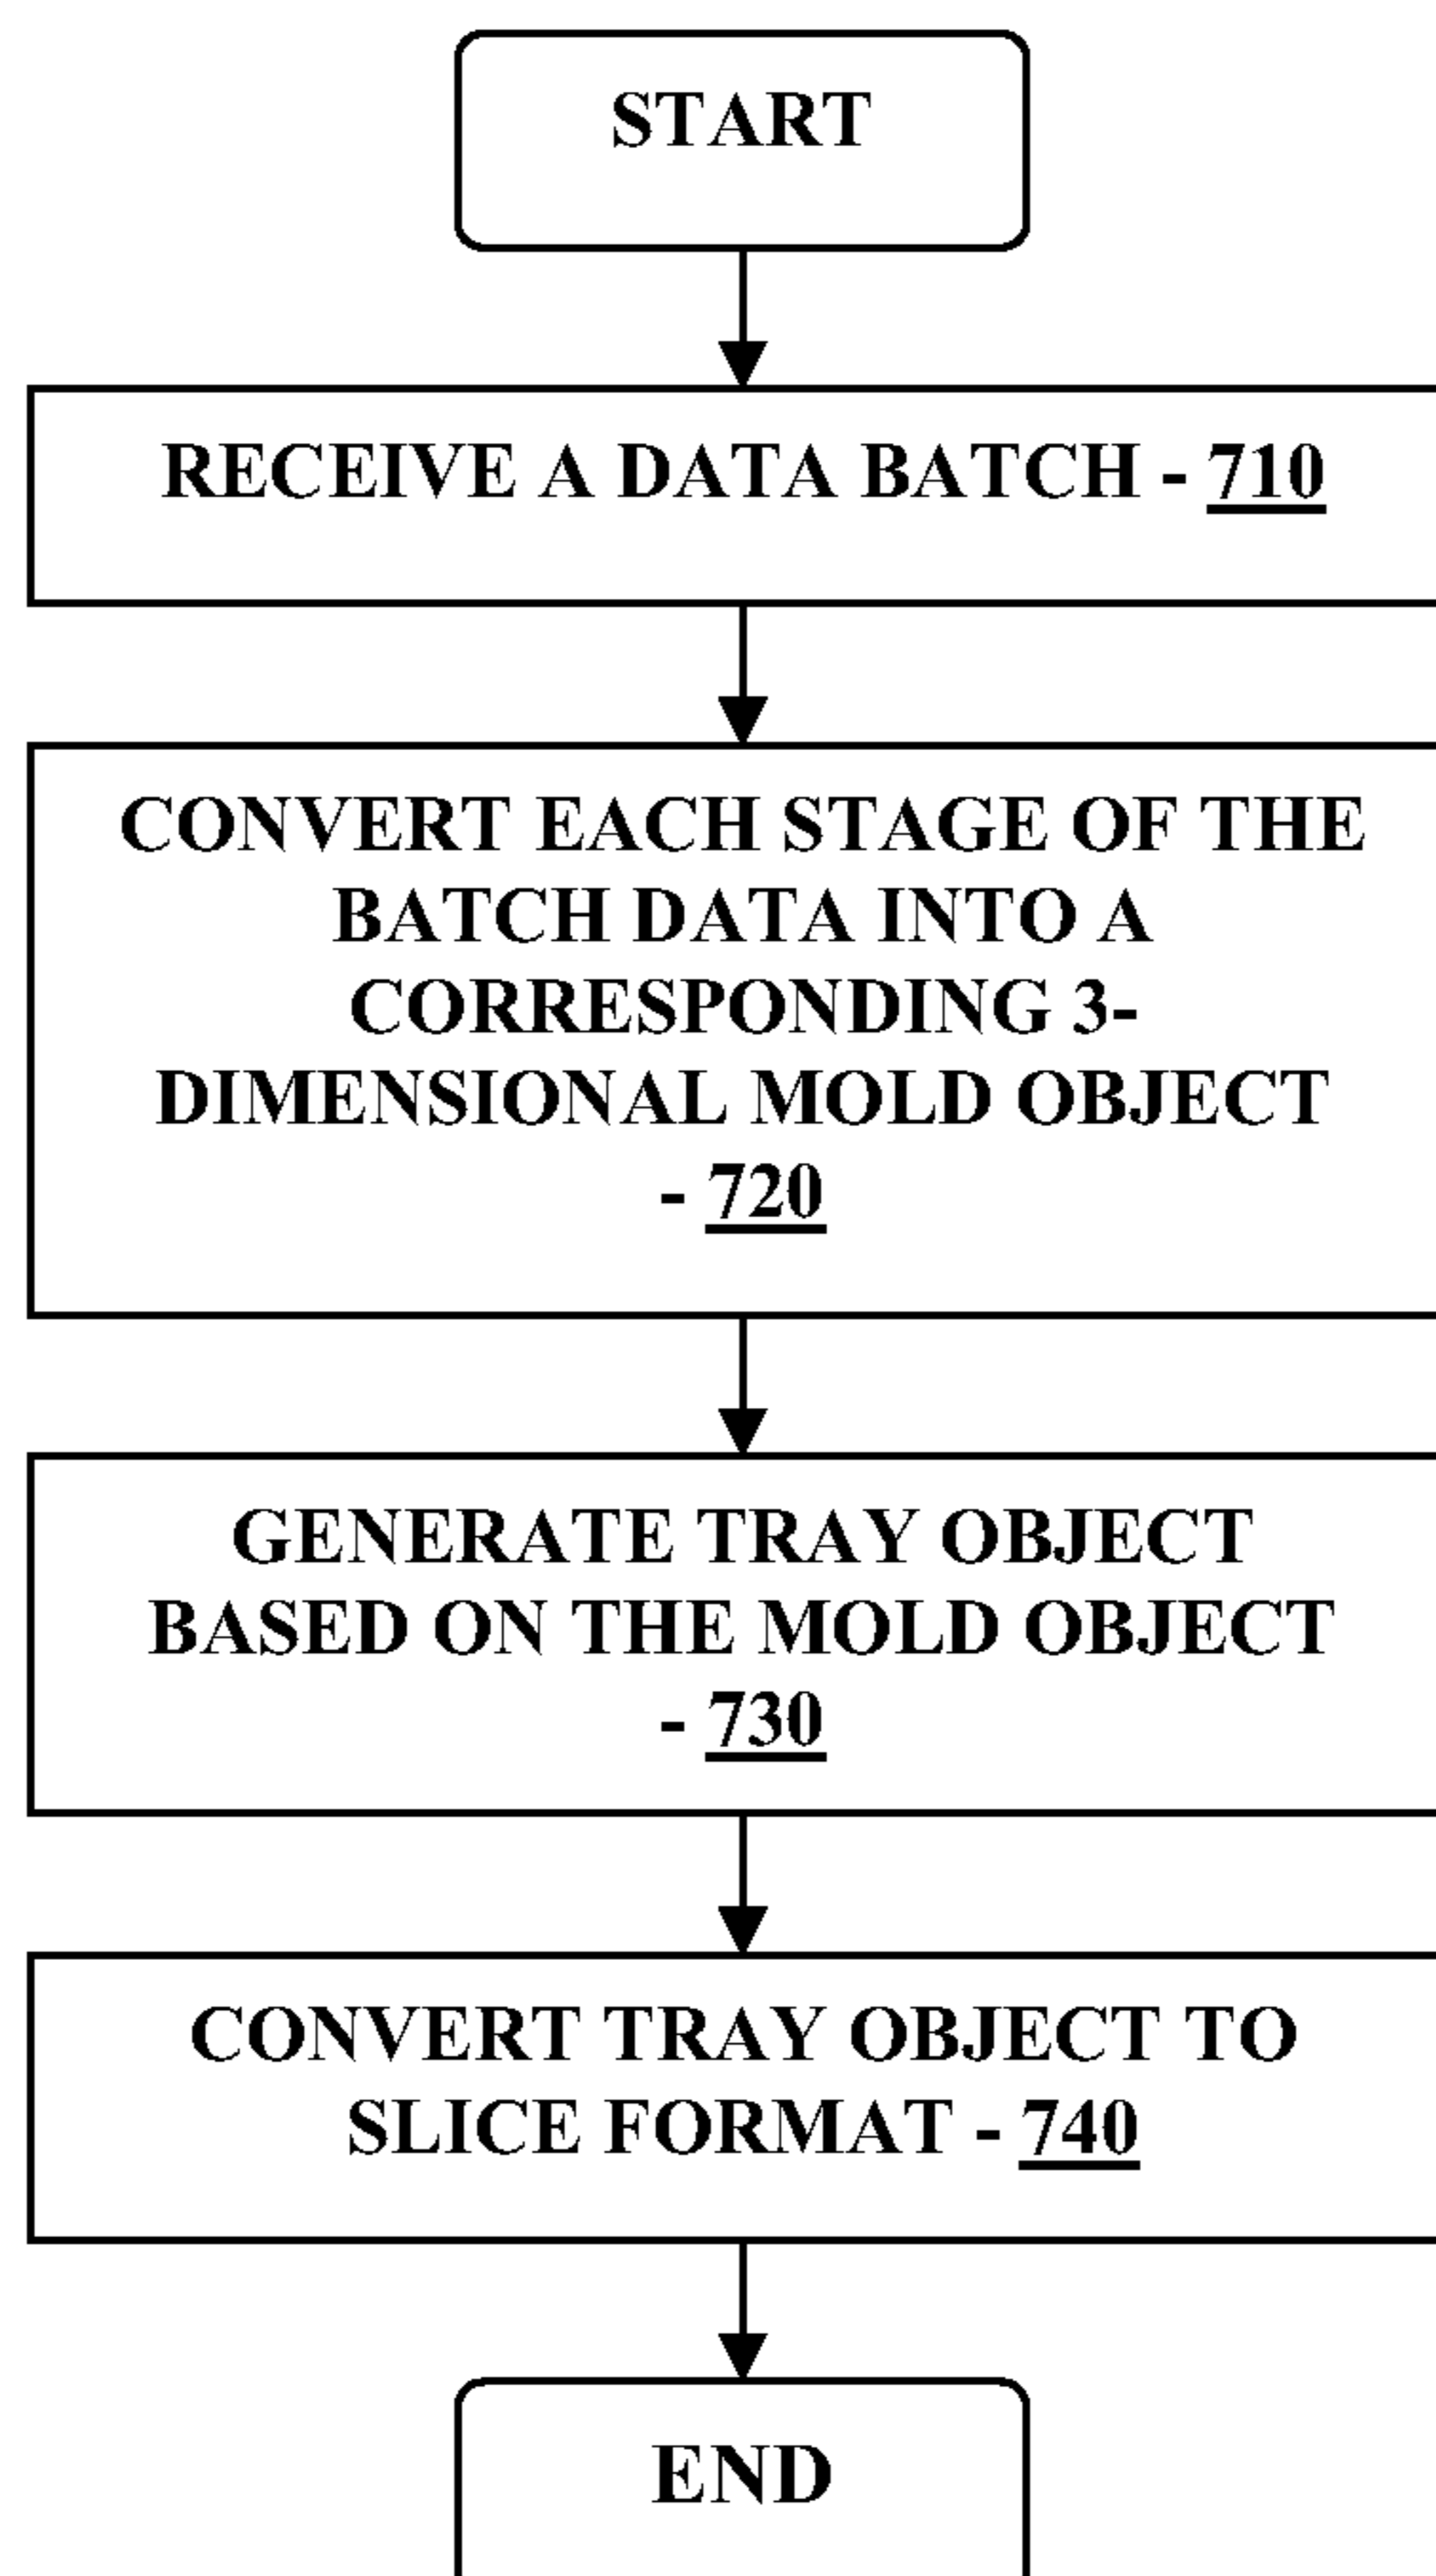 START
RECEIVE A DATA BATCH - 710
CONVERT EACH STAGE OF THE
BATCH DATA INTO A
CORRESPONDING 3-
DIMENSIONAL MOLD OBJECT
- 720
GENERATE TRAY OBJECT
BASED ON THE MOLD OBJECT
- 730
CONVERT TRAY OBJECT TO
SLICE FORMAT - 740
END